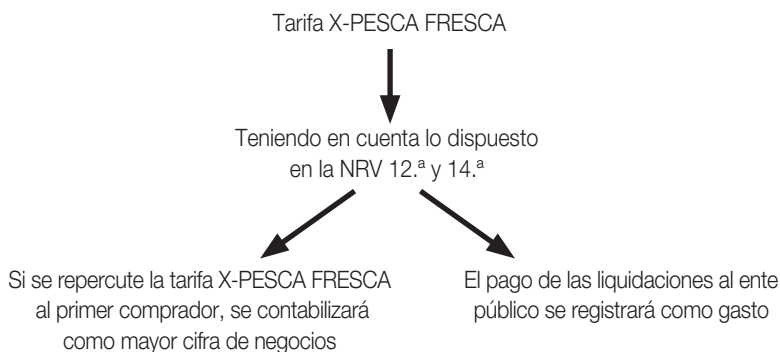 Tarifa X-PESCA FRESCA
Teniendo en cuenta lo dispuesto
en la NRV 12.ª y 14.ª
Si se repercute la tarifa X-PESCA FRESCA
al primer comprador, se contabilizará
como mayor cifra de negocios
El pago de las liquidaciones al ente
público se registrará como gasto